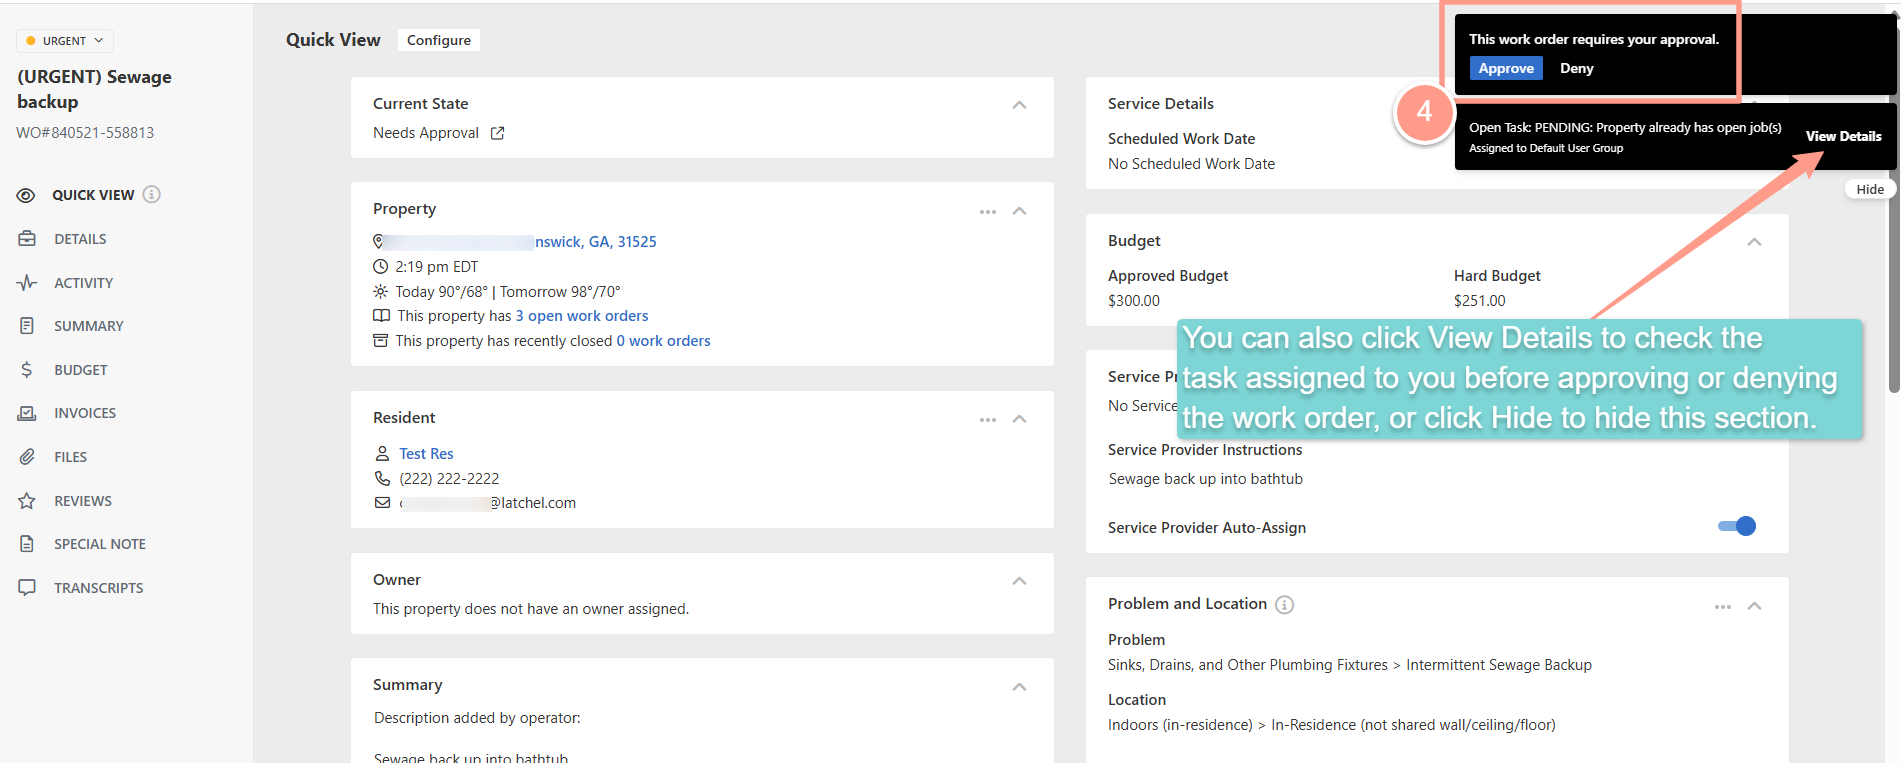 URGENT
(URGENT) Sewage
backup
WO#840521-558813
QUICK VIEW
DETAILS
ACTIVITY
SUMMARY
BUDGET
INVOICES
FILES
REVIEWS
SPECIAL NOTE
TRANSCRIPTS
Quick View
Configure
Current State
Needs Approval
Property
nswick, GA, 31525
2:19 pm EDT
Today 90°/68° | Tomorrow 98°/70°
This property has 3 open work orders
This property has recently closed 0 work orders
Resident
Test Res
(222) 222-2222
@latchel.com
Owner
This property does not have an owner assigned.
Summary
Description added by operator:
Sewage back up into bathtub
This work order requires your approval.
Approve Deny
4
Open Task: PENDING: Property already has open job(s)
Assigned to Default User Group
View Details
Hide
Service Details
Scheduled Work Date
No Scheduled Work Date
Budget
Approved Budget Hard Budget
$300.00 $251.00
You can also click View Details to check the
task assigned to you before approving or denying
the work order, or click Hide to hide this section.
Service
No Service
Service Provider Instructions
Sewage back up into bathtub
Service Provider Auto-Assign
Problem and Location
Problem
Sinks, Drains, and Other Plumbing Fixtures > Intermittent Sewage Backup
Location
Indoors (in-residence) > In-Residence (not shared wall/ceiling/floor)